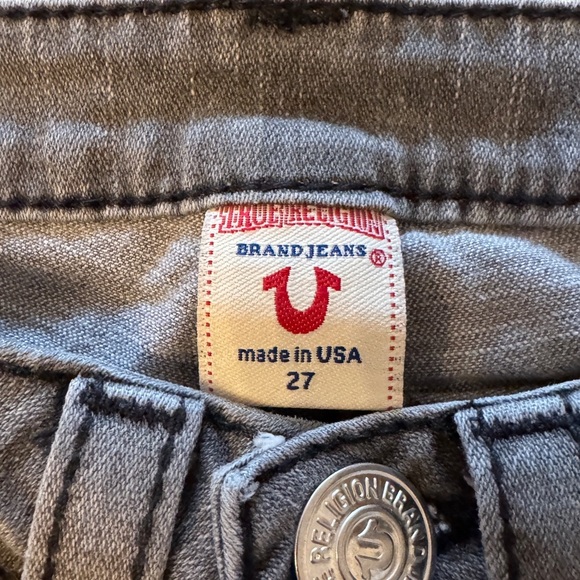 TRUE RELIGION
BRAND JEANS ®
made in USA
27
RELIGION BRAND